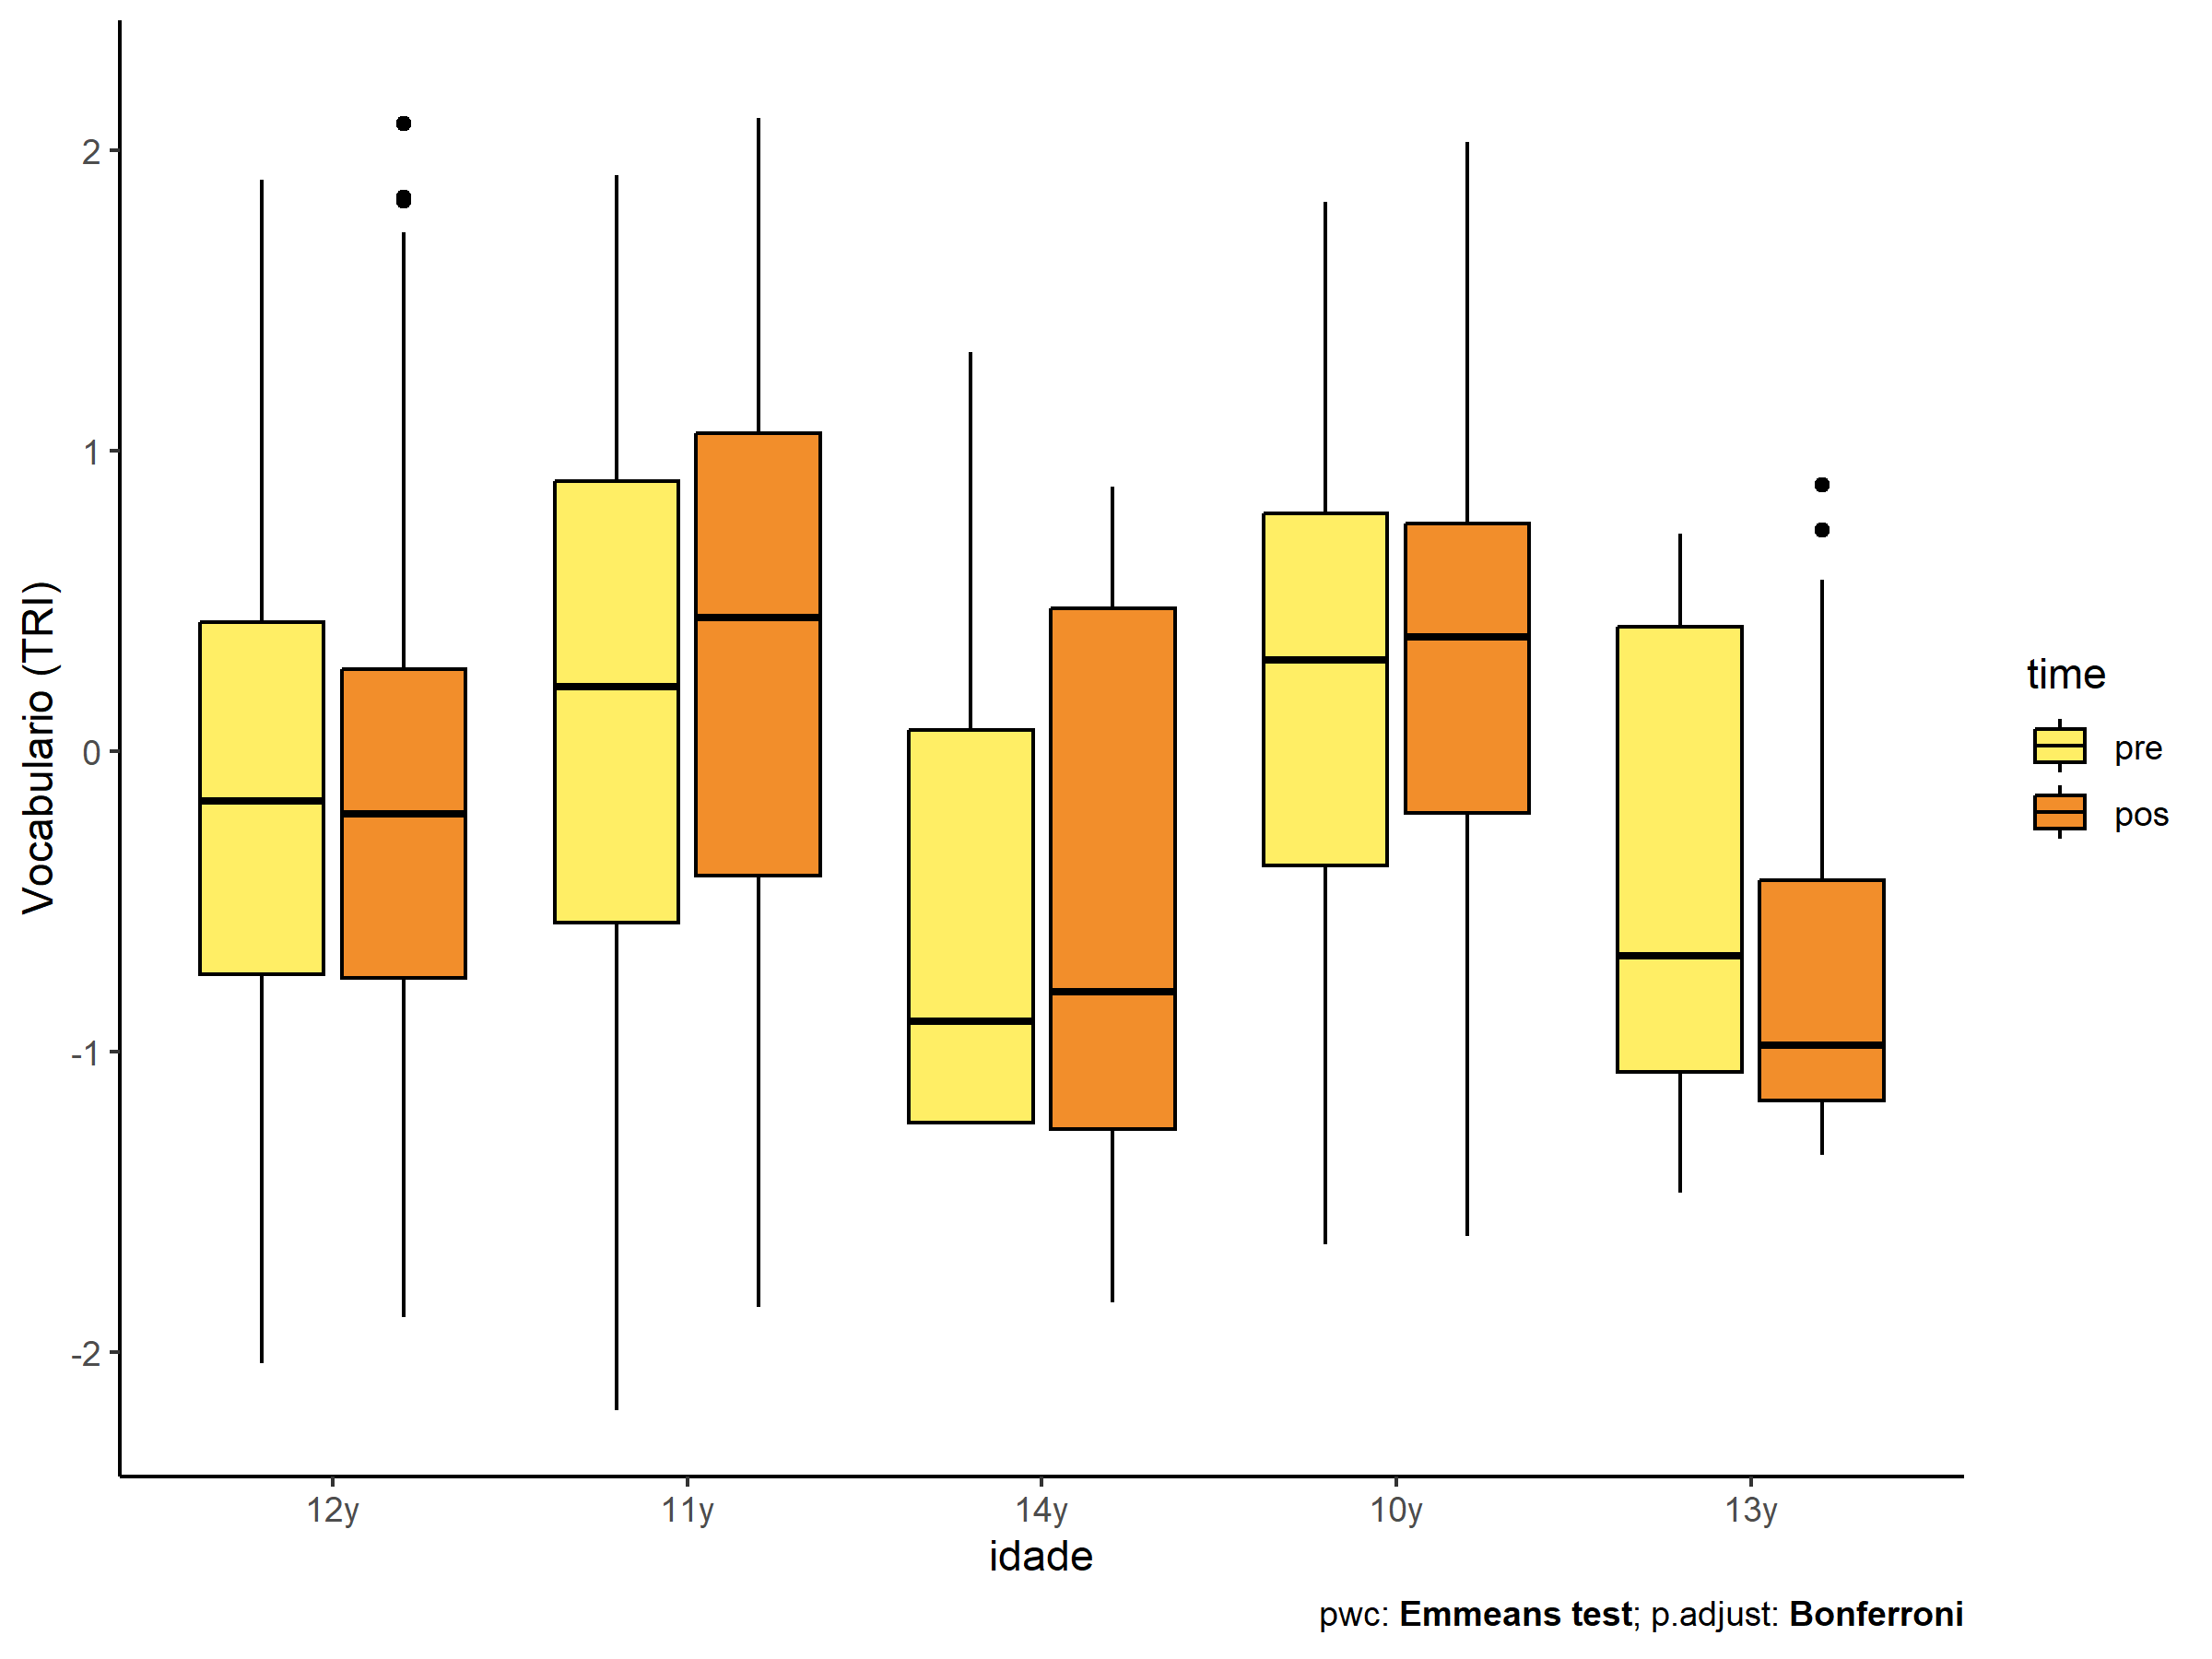 Vocabulario (TRI)
2
1
0
-1
-2
12y 11y 14y 10y 13y
idade
time
pre
pos
pwc: Emmeans test; p.adjust: Bonferroni